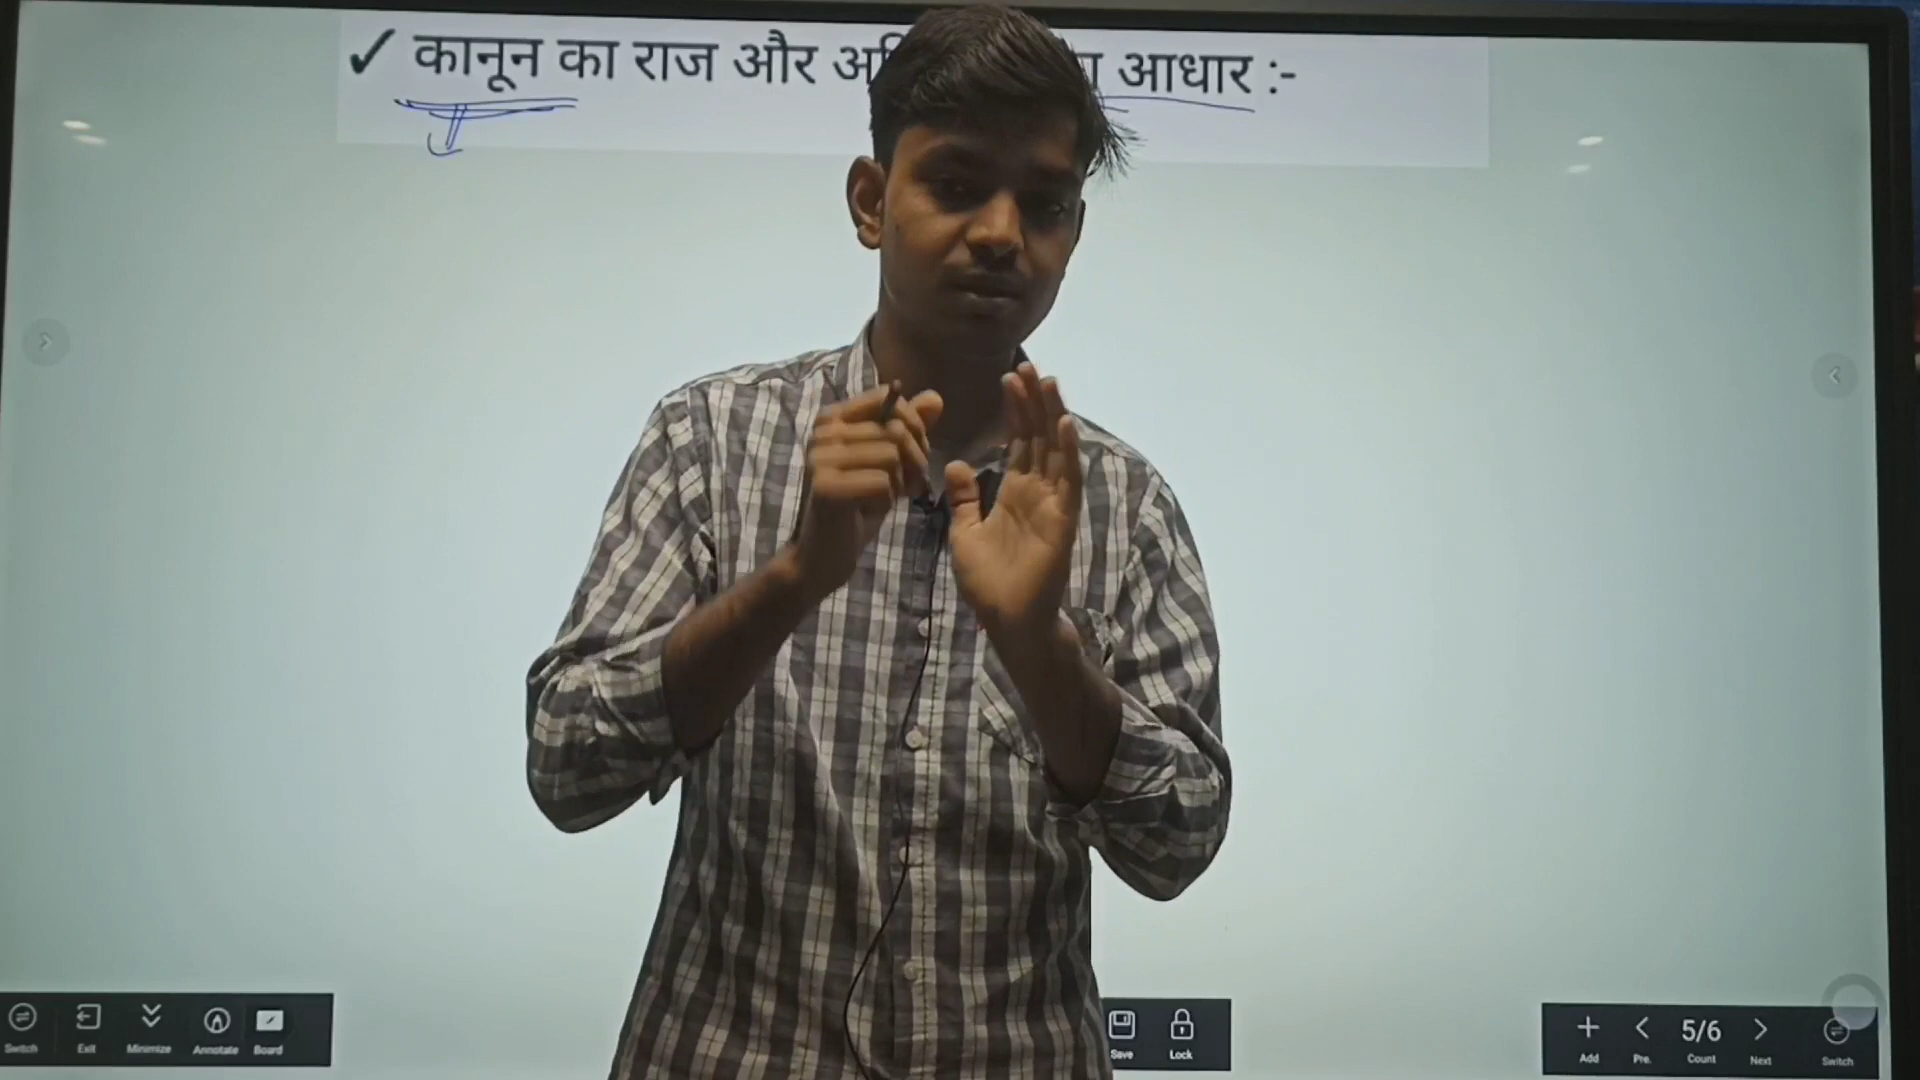 ✓ कानून का राज और आधार :-
Switch Exit Minimize Annotate Board
Save Lock
Add Pre. 5/6 Count Next Switch